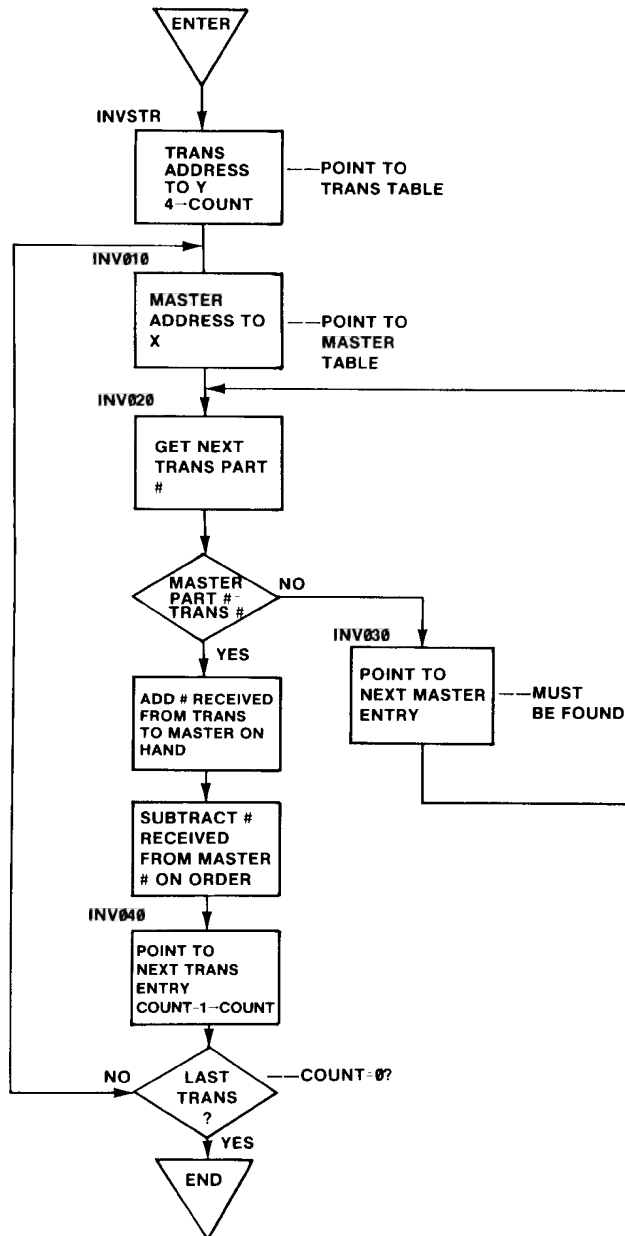 ENTER
INVSTR
TRANS
ADDRESS
TO Y
4→COUNT
POINT TO
TRANS TABLE
INV010
MASTER
ADDRESS TO
X
POINT TO
MASTER
TABLE
INV020
GET NEXT
TRANS PART
#
MASTER
PART #=
TRANS #
NO
YES
INV030
POINT TO
NEXT MASTER
ENTRY
MUST
BE FOUND
ADD # RECEIVED
FROM TRANS
TO MASTER ON
HAND
SUBTRACT #
RECEIVED
FROM MASTER
# ON ORDER
INV040
POINT TO
NEXT TRANS
ENTRY
COUNT-1→COUNT
NO
LAST
TRANS
?
COUNT=0?
YES
END